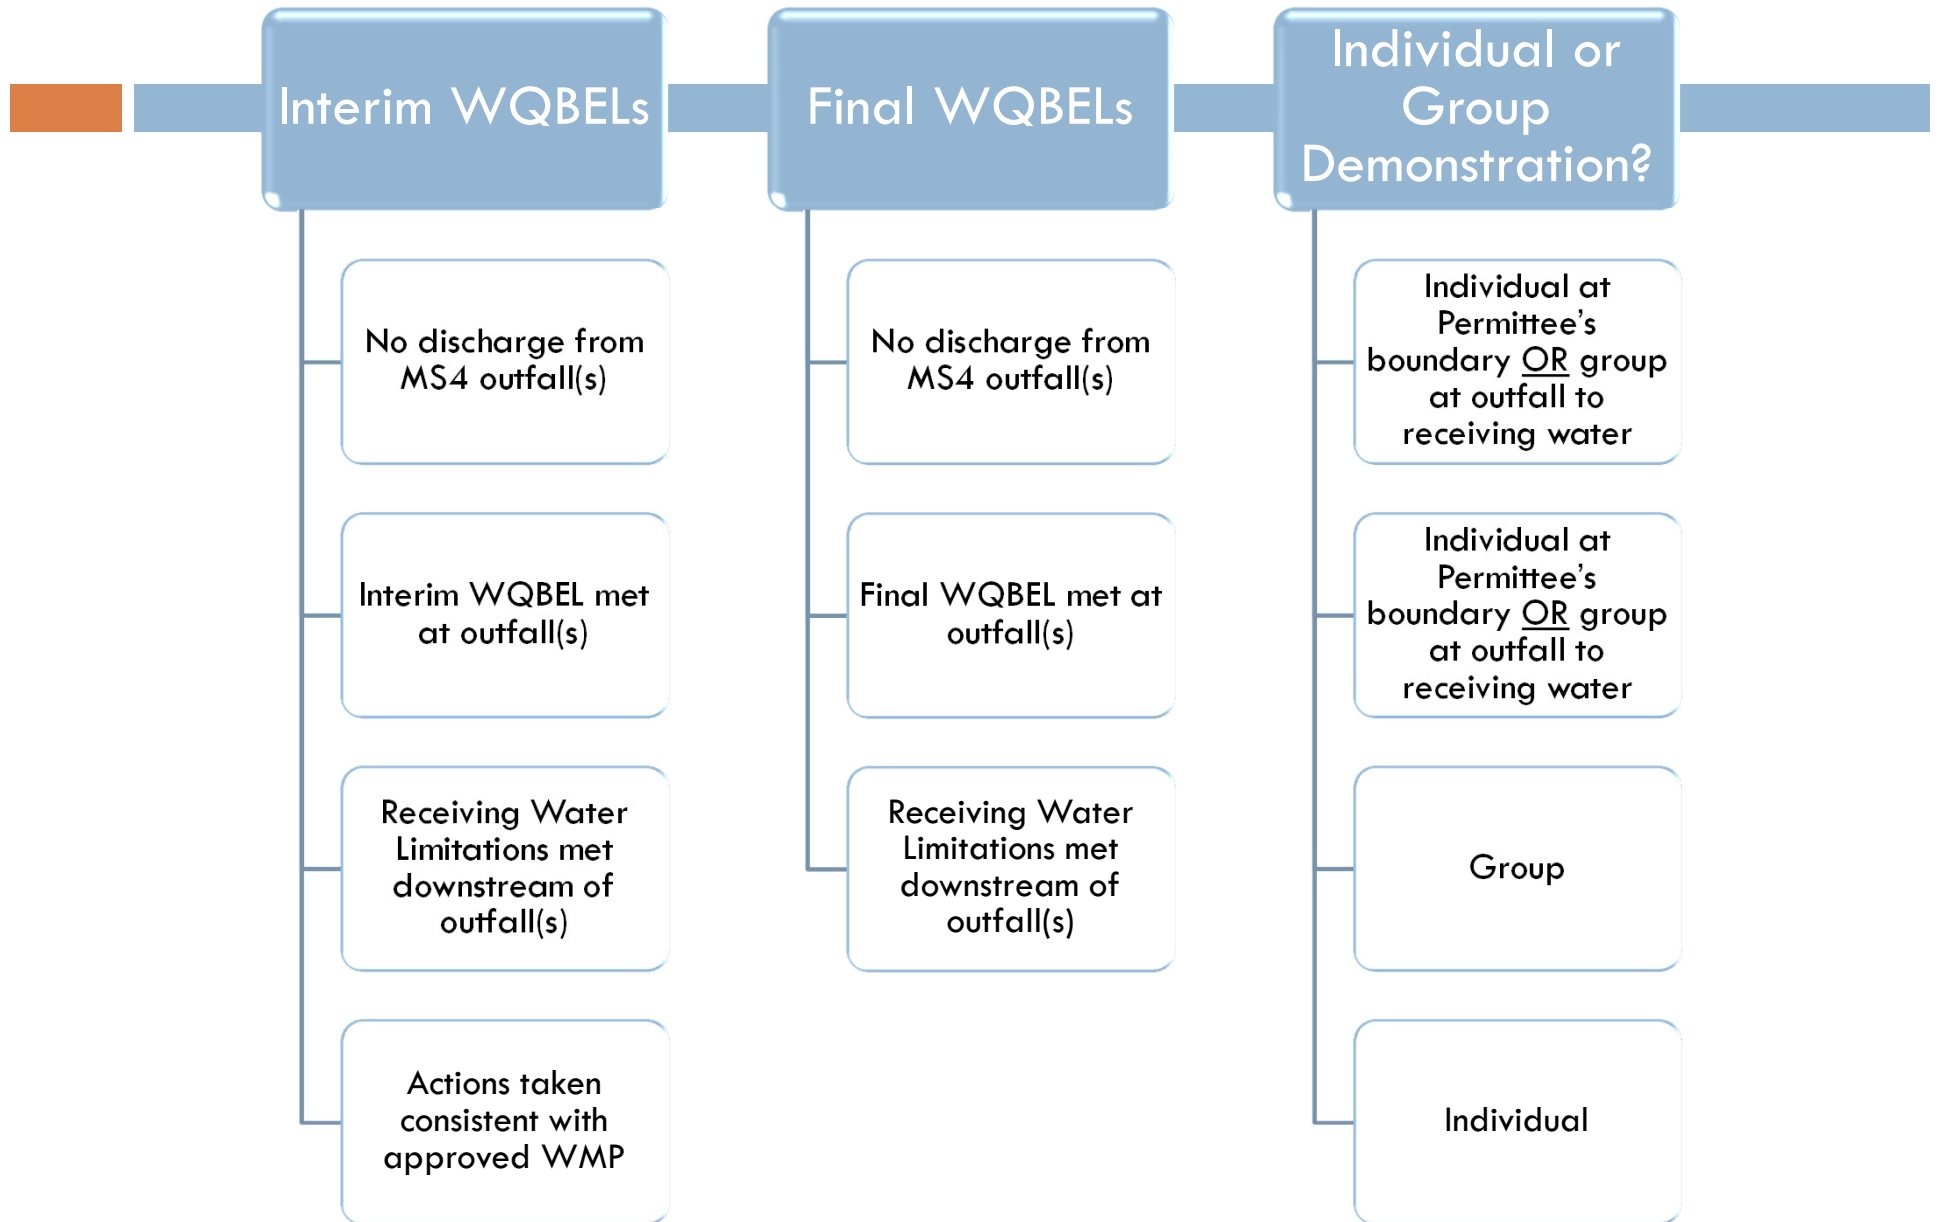 Interim WQBELs
No discharge from
MS4 outfall(s)
Interim WQBEL met
at outfall(s)
Receiving Water
Limitations met
downstream of
outfall(s)
Actions taken
consistent with
approved WMP
Final WQBELs
No discharge from
MS4 outfall(s)
Final WQBEL met at
outfall(s)
Receiving Water
Limitations met
downstream of
outfall(s)
Individual or
Group
Demonstration?
Individual at
Permittee’s
boundary OR group
at outfall to
receiving water
Individual at
Permittee’s
boundary OR group
at outfall to
receiving water
Group
Individual